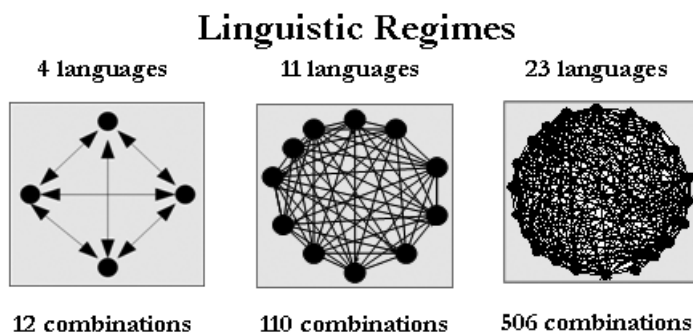 Linguistic Regimes
4 languages 11 languages 23 languages
12 combinations 110 combinations 506 combinations